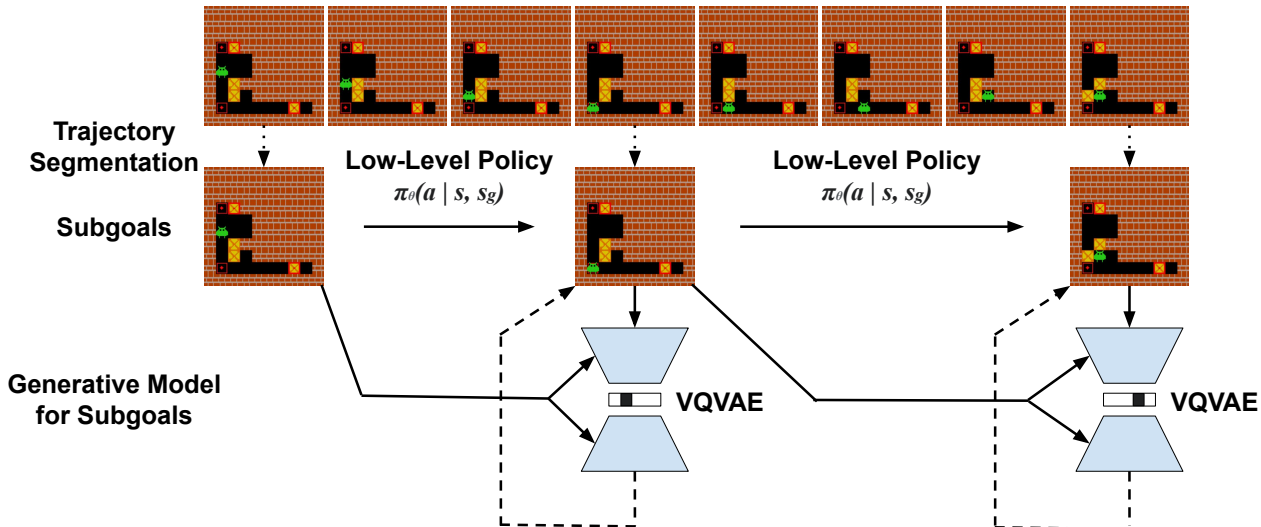 Trajectory
Segmentation
Low-Level Policy
Low-Level Policy
πθ(a | s, sg)
πθ(a | s, sg)
Subgoals
Generative Model
for Subgoals
VQVAE
VQVAE